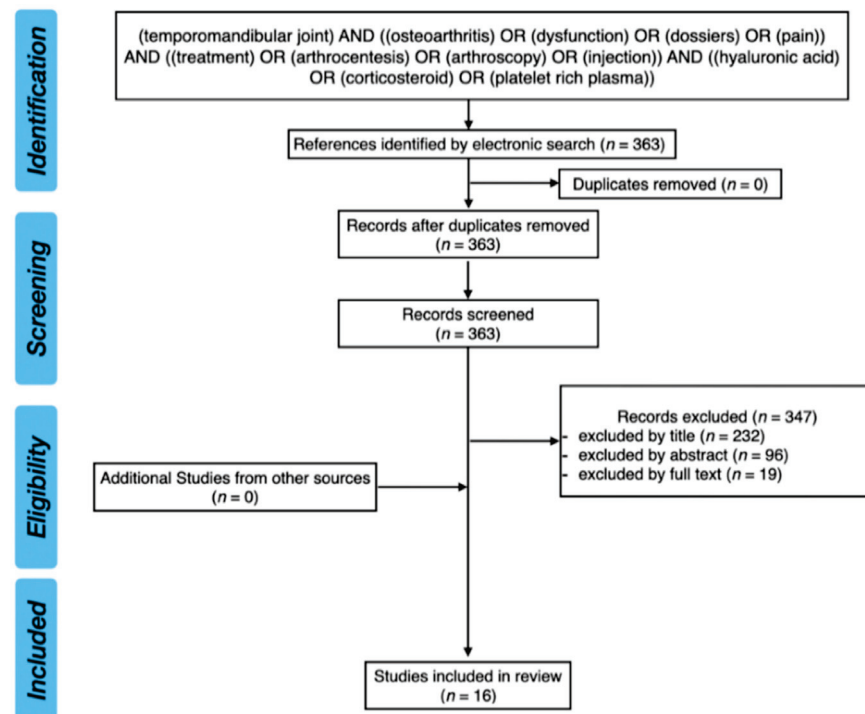 Identification
(temporomandibular joint) AND ((osteoarthritis) OR (dysfunction) OR (dossiers) OR (pain))
AND ((treatment) OR (arthrocentesis) OR (arthroscopy) OR (injection)) AND ((hyaluronic acid)
OR (corticosteroid) OR (platelet rich plasma))
References identified by electronic search (n = 363)
Duplicates removed (n = 0)
Screening
Records after duplicates removed
(n = 363)
Records screened
(n = 363)
Eligibility
Records excluded (n = 347)
- excluded by title (n = 232)
- excluded by abstract (n = 96)
- excluded by full text (n = 19)
Additional Studies from other sources
(n = 0)
Included
Studies included in review
(n = 16)